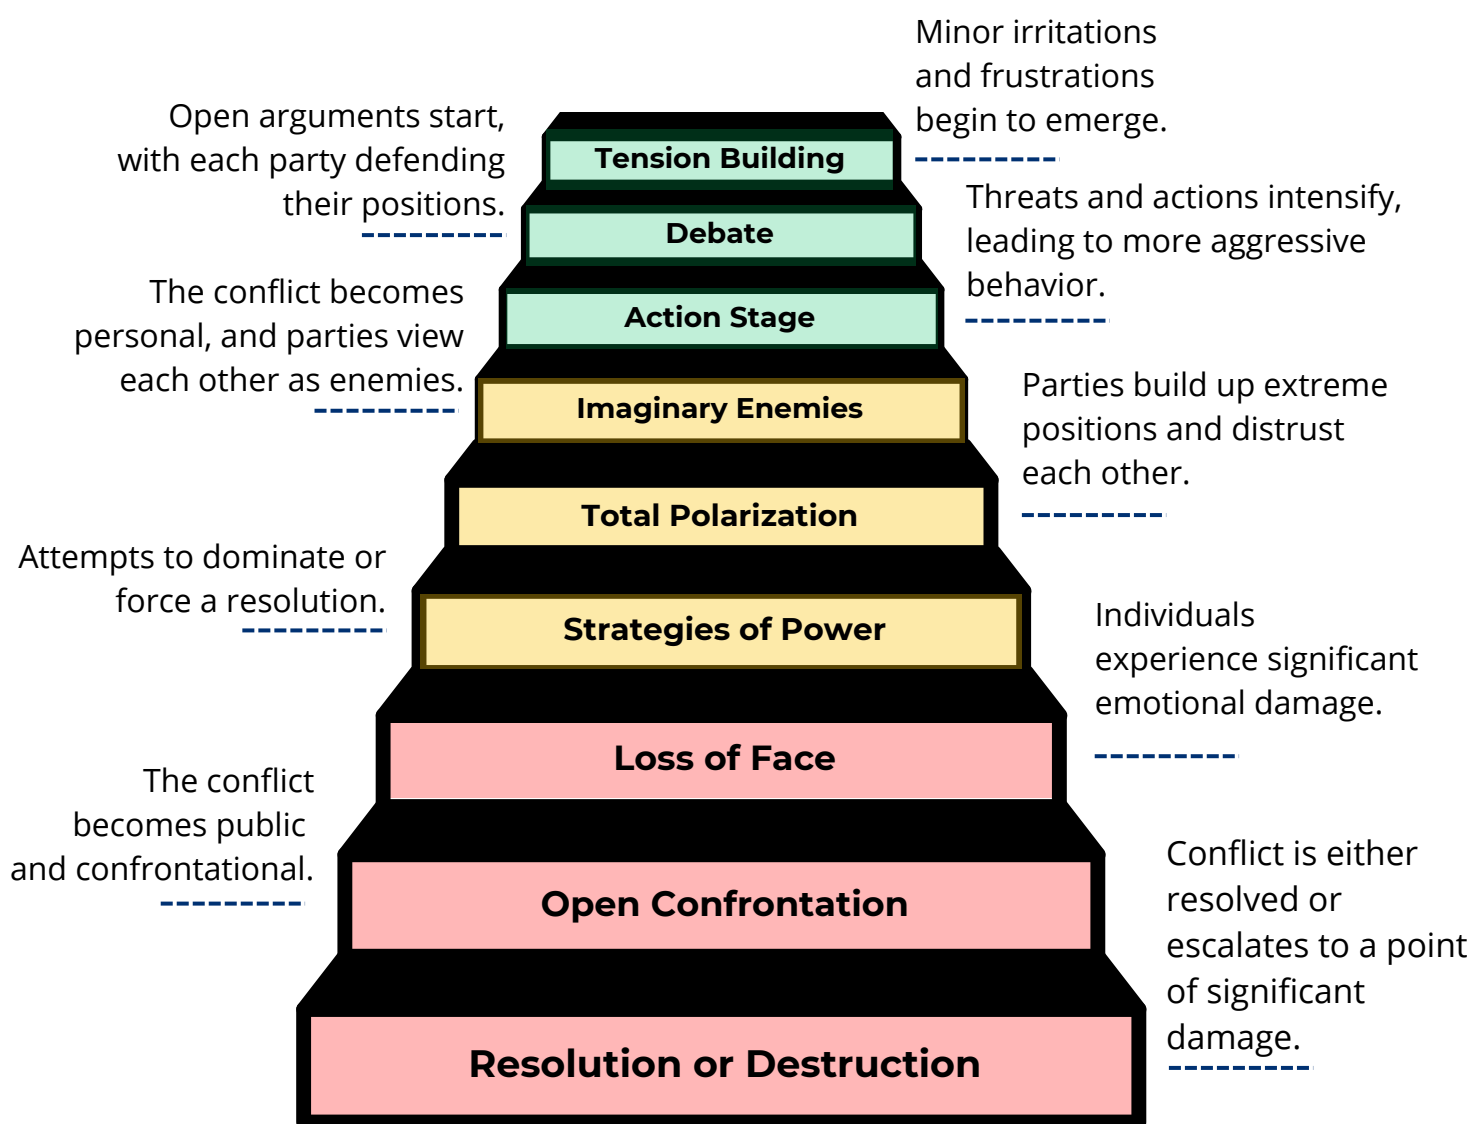 Minor irritations
and frustrations
begin to emerge.
Tension Building
Open arguments start,
with each party defending
their positions.
Debate
Threats and actions intensify,
leading to more aggressive
behavior.
Action Stage
The conflict becomes
personal, and parties view
each other as enemies.
Imaginary Enemies
Parties build up extreme
positions and distrust
each other.
Total Polarization
Attempts to dominate or
force a resolution.
Strategies of Power
Individuals
experience significant
emotional damage.
Loss of Face
The conflict
becomes public
and confrontational.
Open Confrontation
Conflict is either
resolved or
escalates to a point
of significant
damage.
Resolution or Destruction